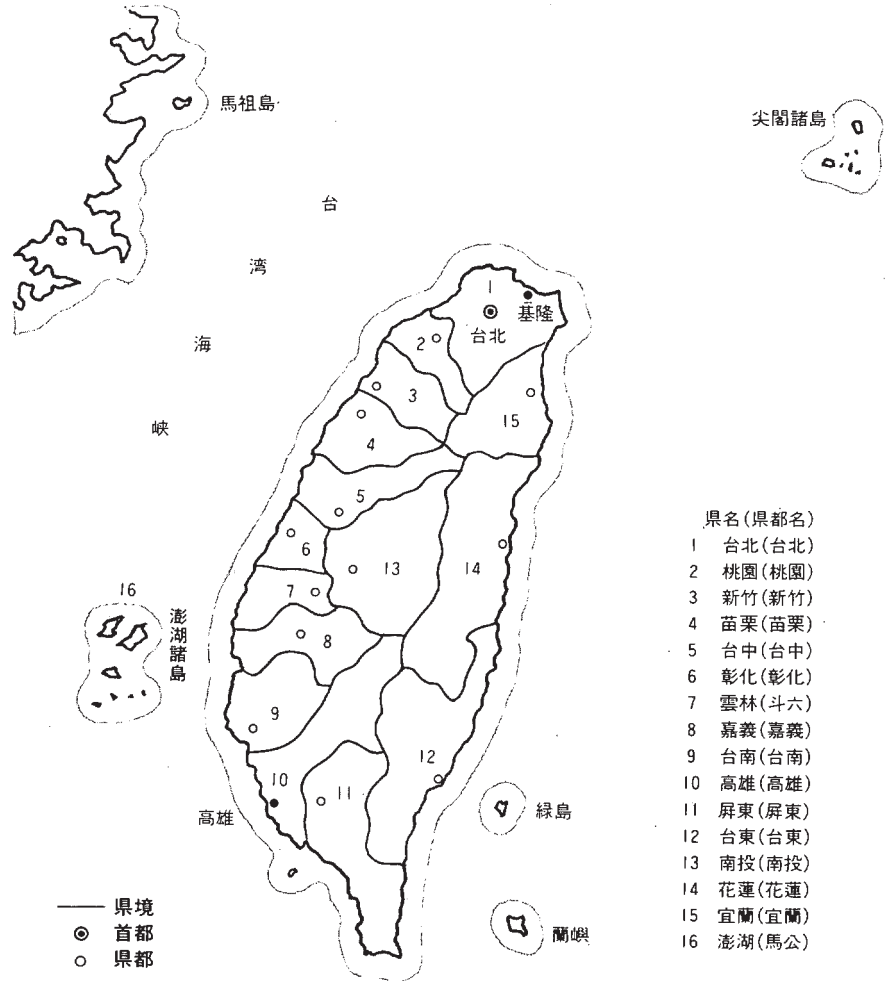 馬祖島
尖閣諸島
台湾海峡
1
基隆
台北
2
3
15
4
5
6
13
14
7
16
澎湖諸島
8
9
12
10
11
高雄
緑島
蘭嶼
県境
首都
県都
県名(県都名)
1 台北(台北)
2 桃園(桃園)
3 新竹(新竹)
4 苗栗(苗栗)
5 台中(台中)
6 彰化(彰化)
7 雲林(斗六)
8 嘉義(嘉義)
9 台南(台南)
10 高雄(高雄)
11 屏東(屏東)
12 台東(台東)
13 南投(南投)
14 花蓮(花蓮)
15 宜蘭(宜蘭)
16 澎湖(馬公)